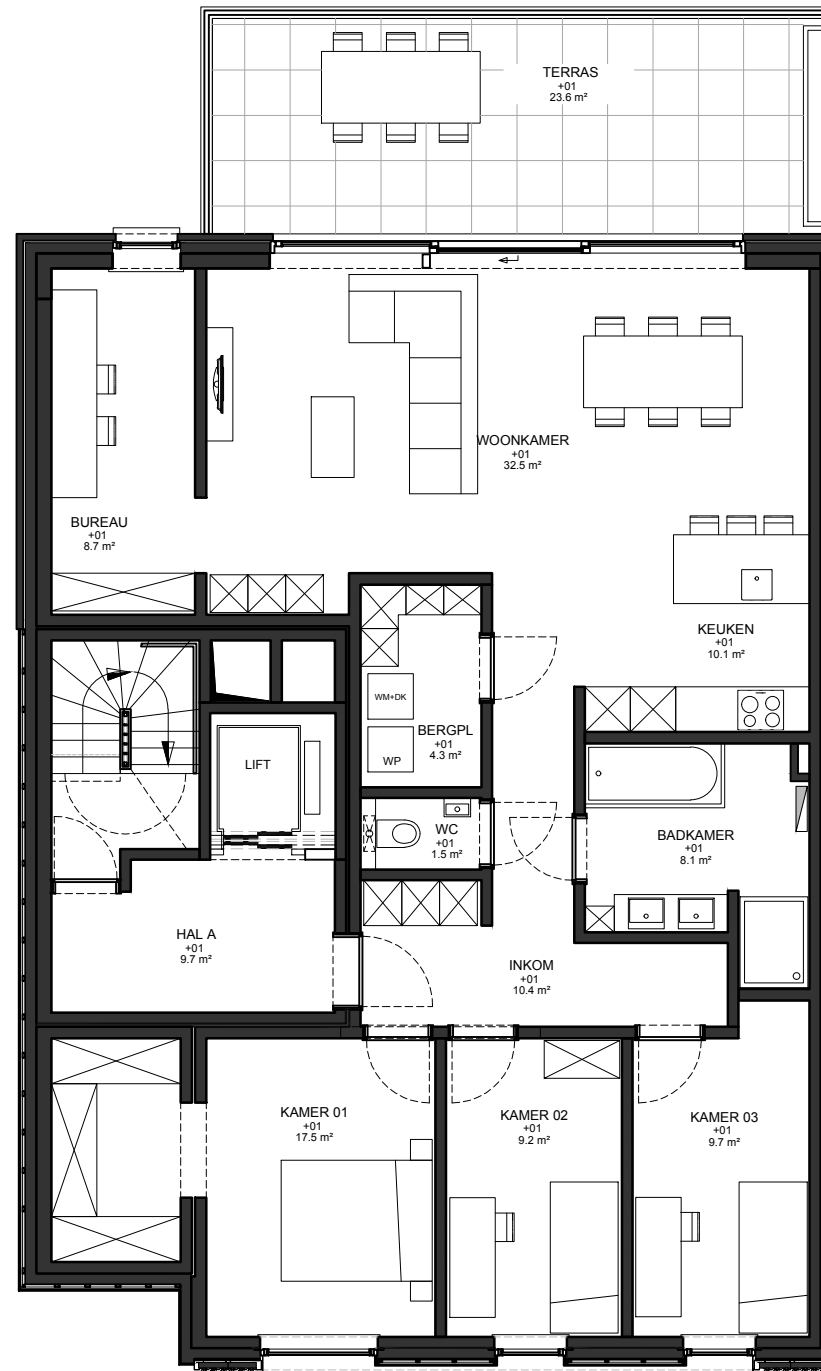 TERRAS
+01
23.6 m²
WOONKAMER
+01
32.5 m²
BUREAU
+01
8.7 m²
KEUKEN
+01
10.1 m²
WM+DK
BERGPL
+01
4.3 m²
WP
LIFT
WC
+01
1.5 m²
BADKAMER
+01
8.1 m²
HAL A
+01
9.7 m²
INKOM
+01
10.4 m²
KAMER 01
+01
17.5 m²
KAMER 02
+01
9.2 m²
KAMER 03
+01
9.7 m²